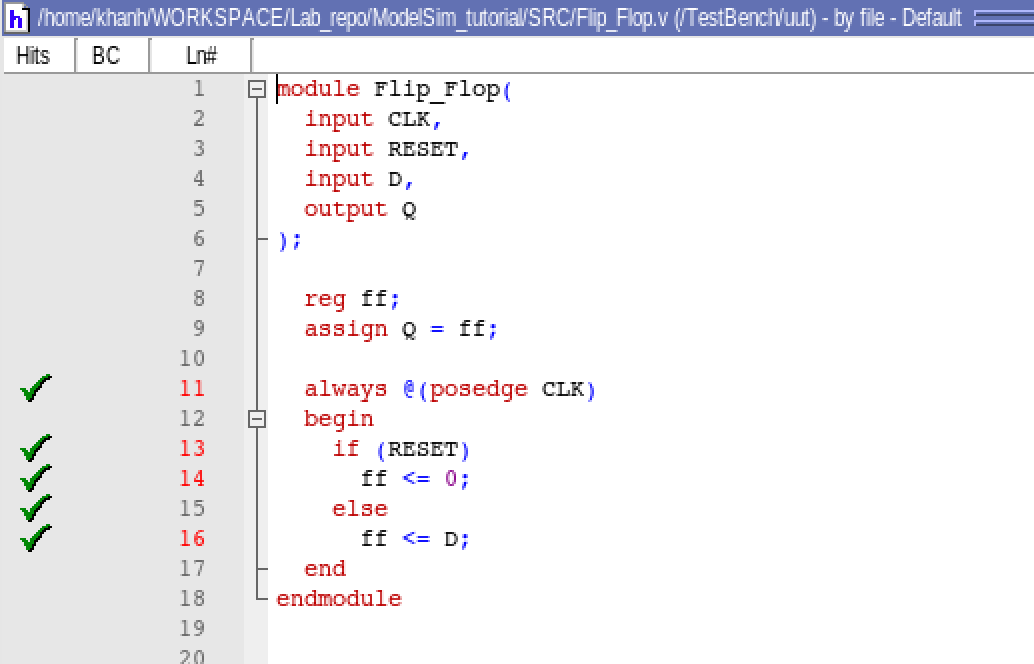 h /home/khanh/WORKSPACE/Lab_repo/ModelSim_tutorial/SRC/Flip_Flop.v (/TestBench/uut) - by file - Default
Hits BC Ln#
1 module Flip_Flop(
2   input CLK,
3   input RESET,
4   input D,
5   output Q
6 );
7
8   reg ff;
9   assign Q = ff;
10
11   always @(posedge CLK)
12   begin
13     if (RESET)
14       ff <= 0;
15     else
16       ff <= D;
17   end
18 endmodule
19
20